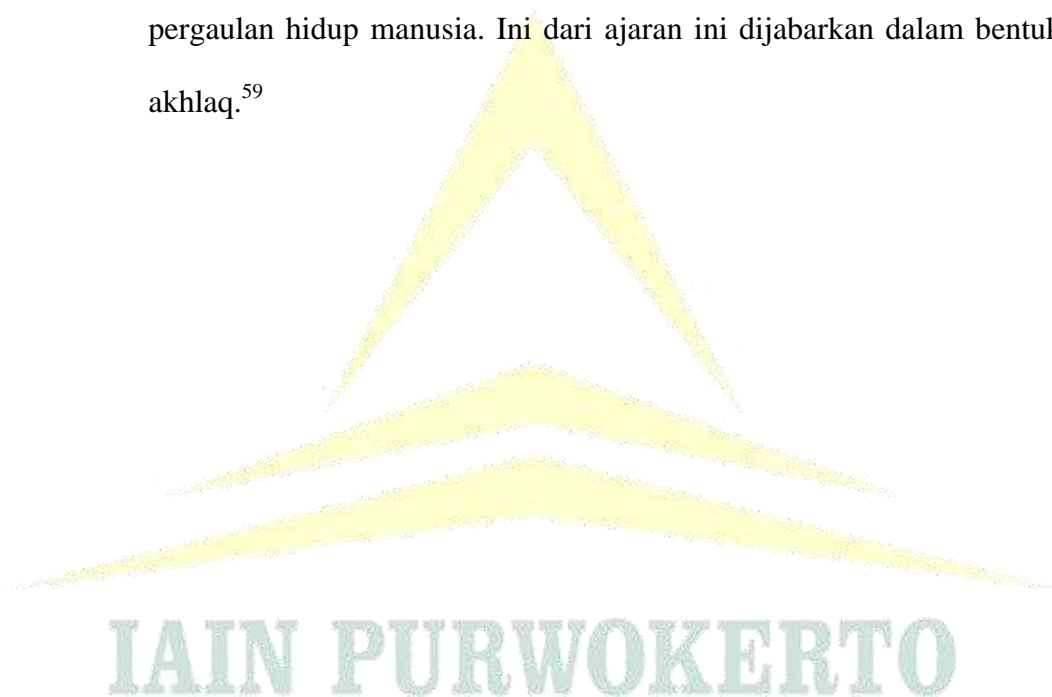 pergaulan hidup manusia. Ini dari ajaran ini dijabarkan dalam bentuk
akhlaq.59
IAIN PURWOKERTO